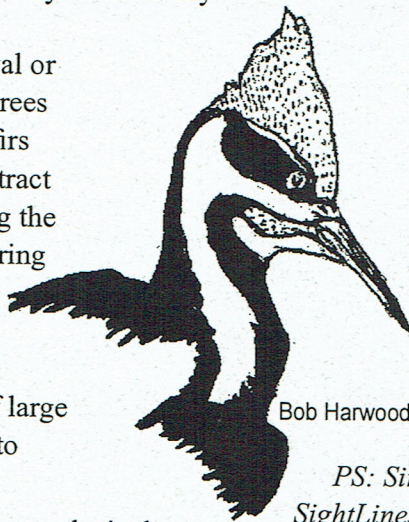 al or
rees
firs
tract
g the
ring
large
to
Bob Harwood
PS: Si
SightLine